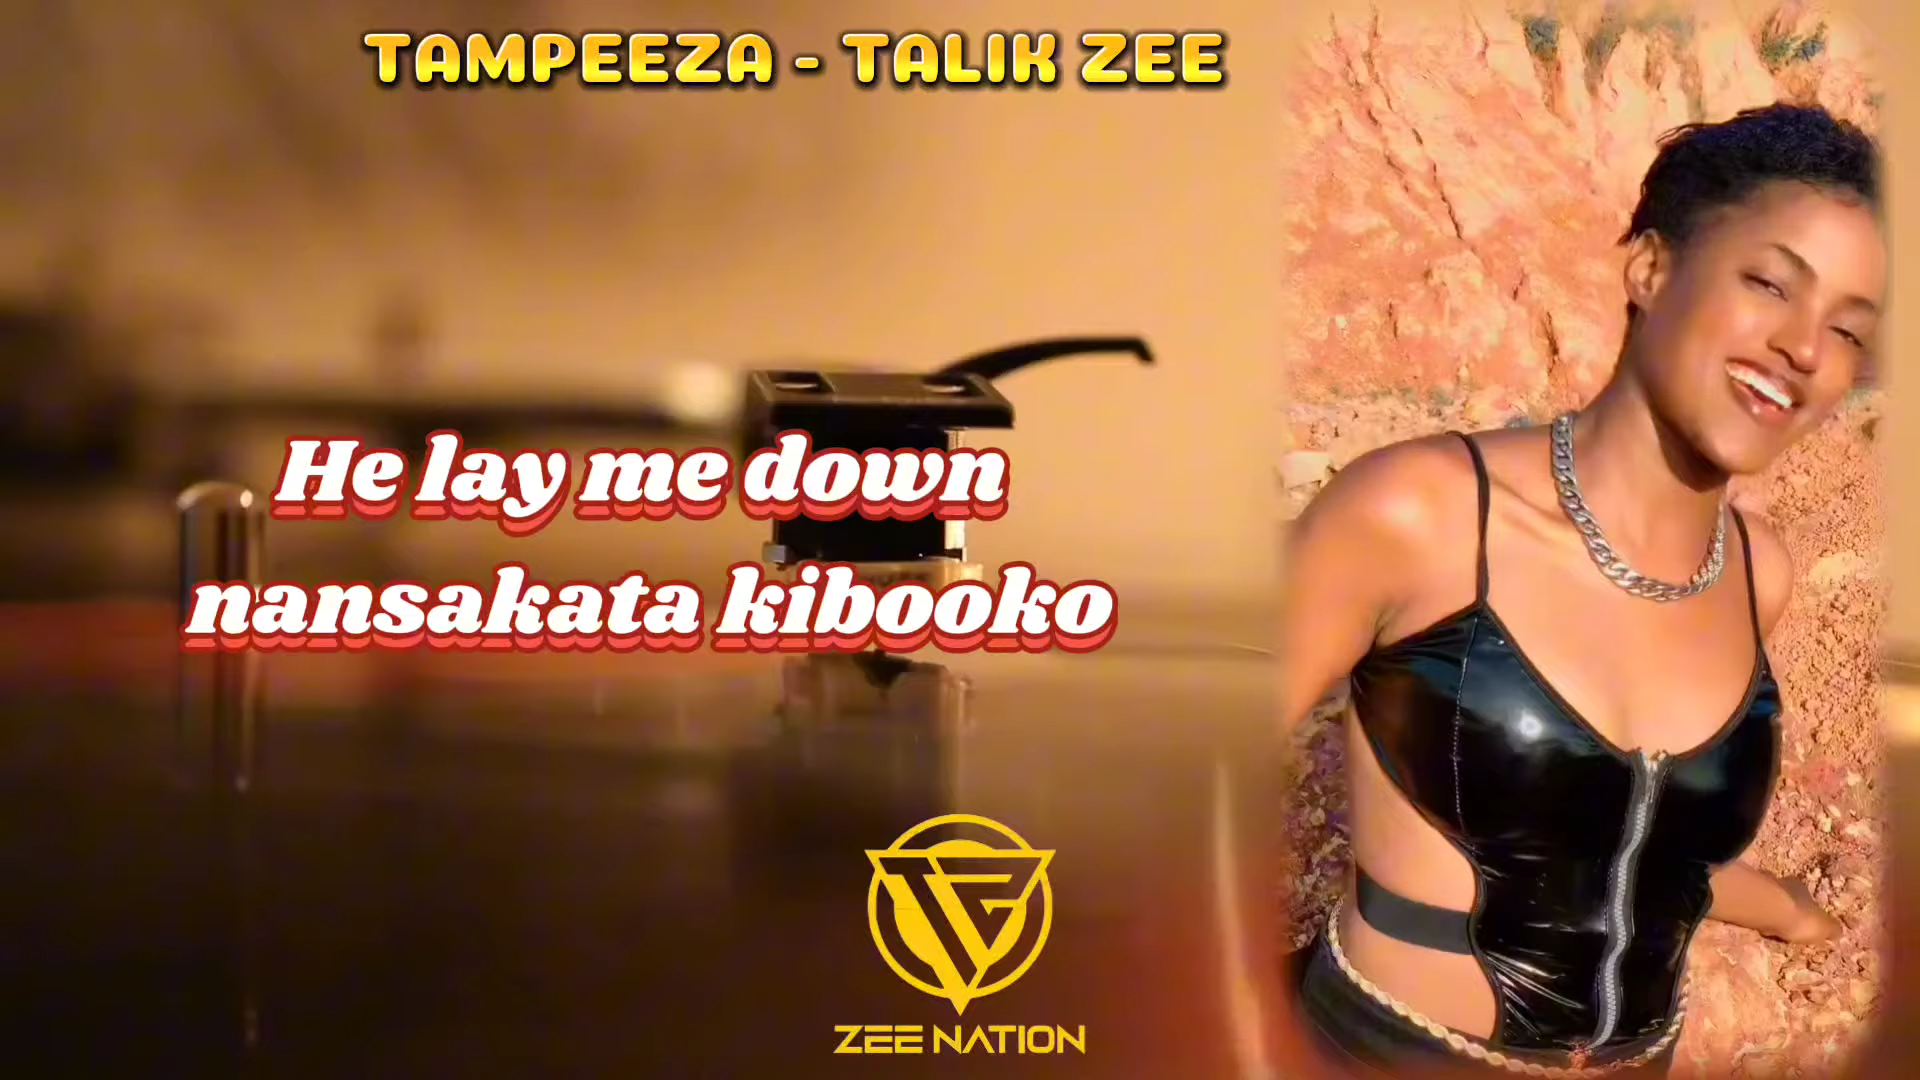 TAMPEEZA - TALIK ZEE
He lay me down
nansakata kibooko
ZEE NATION